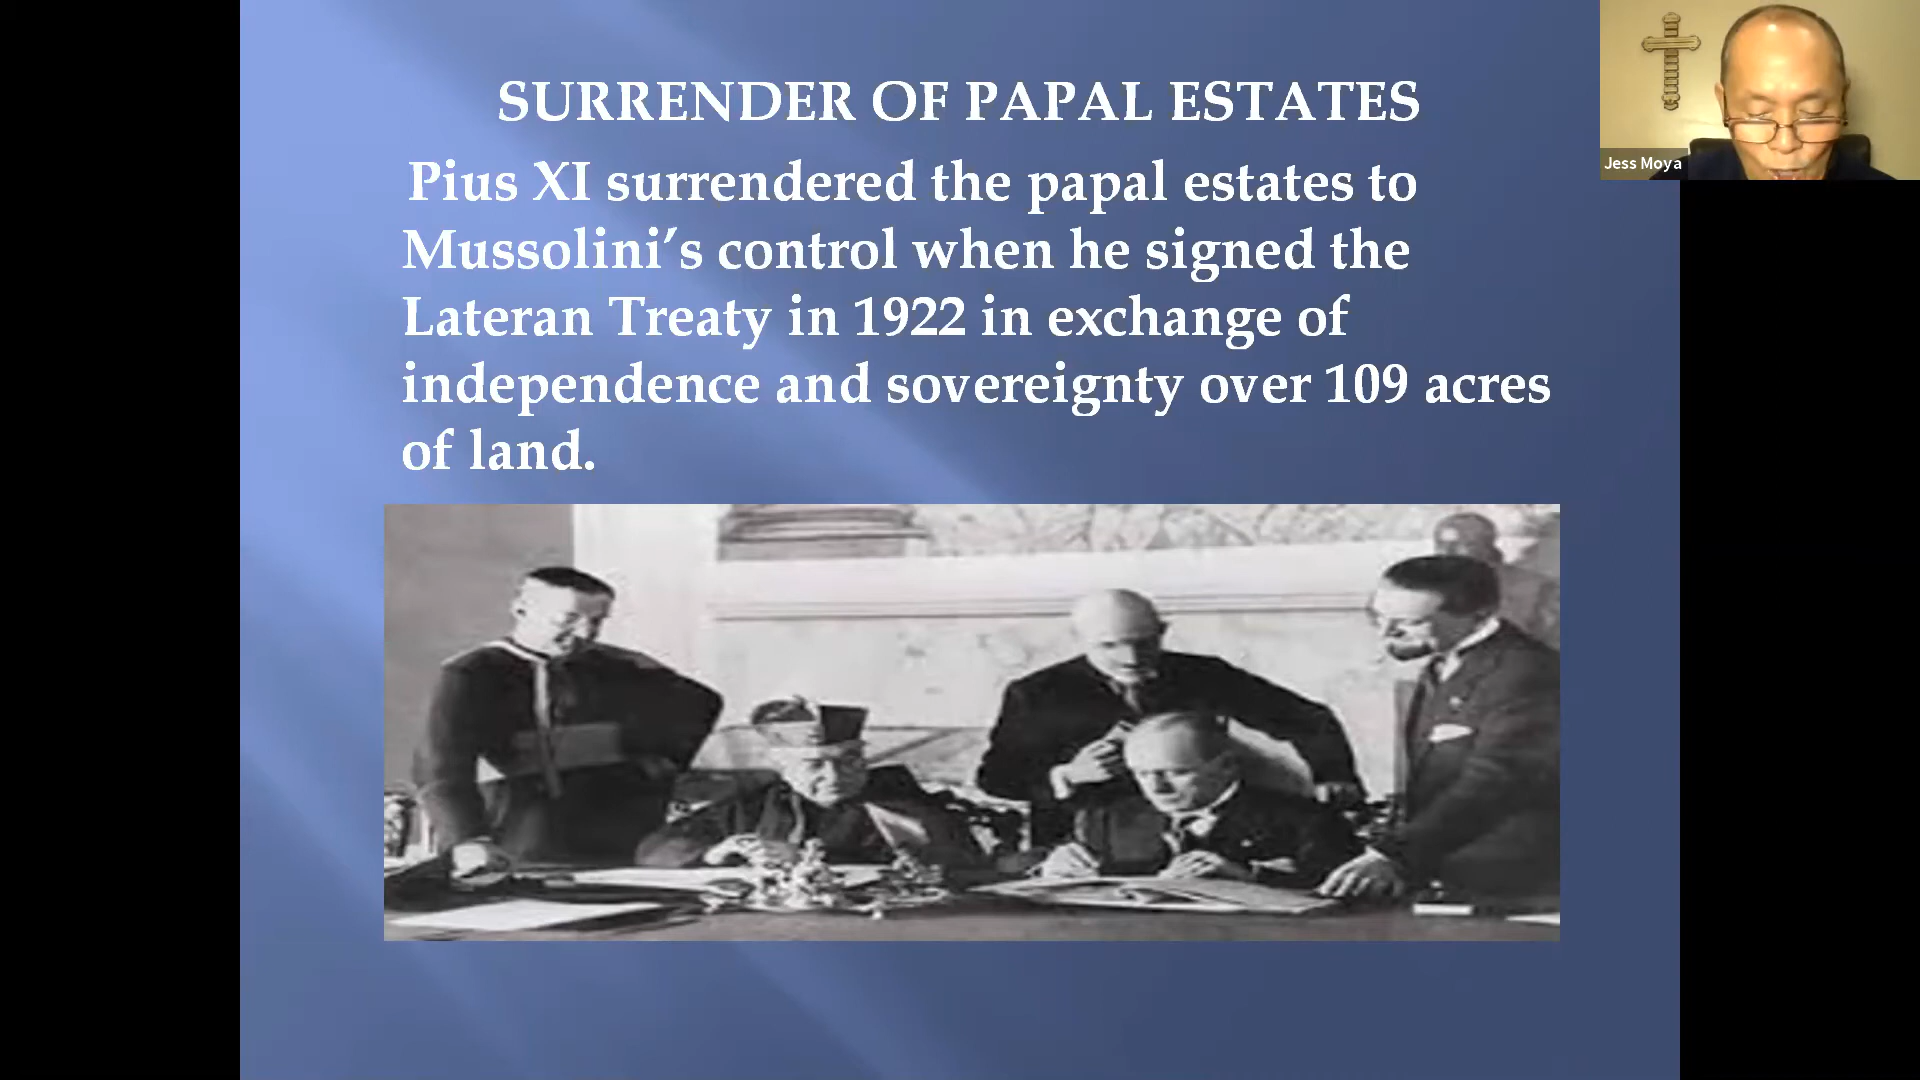 SURRENDER OF PAPAL ESTATES
Pius XI surrendered the papal estates to
Mussolini’s control when he signed the
Lateran Treaty in 1922 in exchange of
independence and sovereignty over 109 acres
of land.
Jess Moya